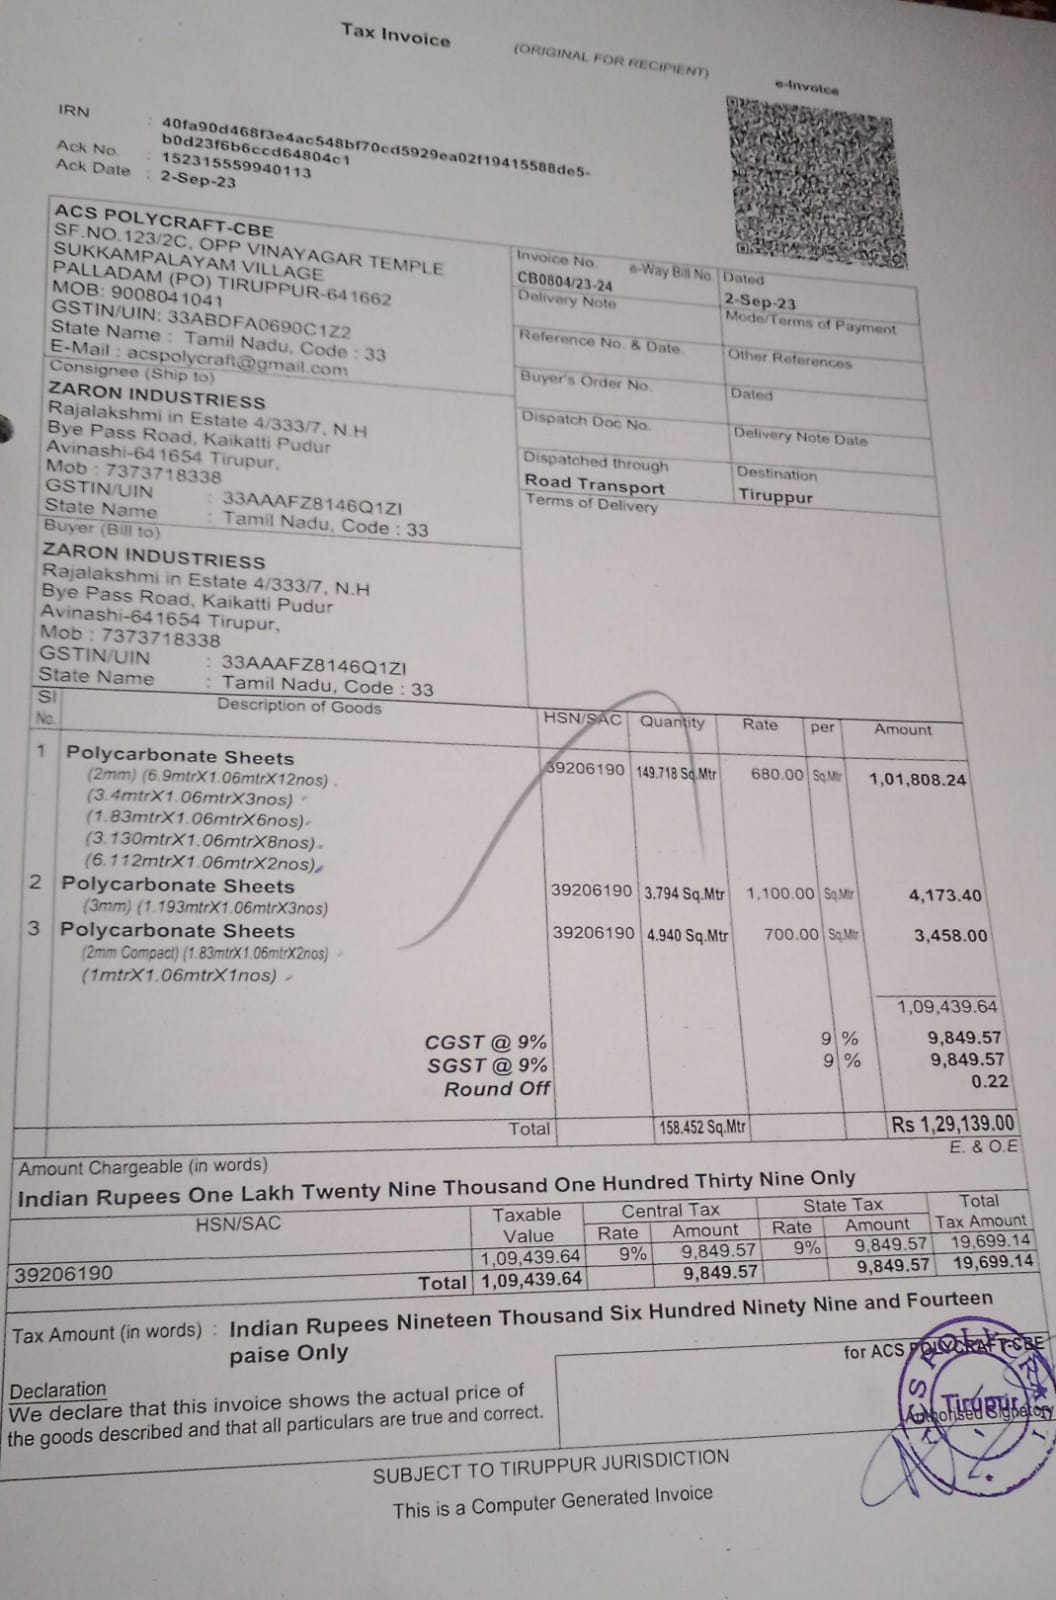 Tax Invoice
(ORIGINAL FOR RECIPIENT)
e-Invoice
IRN : 40fa90d468f3e4ac548bf70cd5929ea02f19415588de5-
b0d23f6b6ccd64804c1
Ack No. : 152315559940113
Ack Date : 2-Sep-23
ACS POLYCRAFT-CBE
SF.NO.123/2C, OPP VINAYAGAR TEMPLE
SUKKAMPALAYAM VILLAGE
PALLADAM (PO) TIRUPPUR-641662
MOB: 9008041041
GSTIN/UIN: 33ABDFA0690C1Z2
State Name : Tamil Nadu, Code : 33
E-Mail : acspolycraft@gmail.com
Invoice No. e-Way Bill No. Dated
CB0804/23-24 2-Sep-23
Delivery Note Mode/Terms of Payment
Reference No. & Date. Other References
Buyer's Order No. Dated
Dispatch Doc No. Delivery Note Date
Dispatched through Destination
Road Transport Tiruppur
Terms of Delivery
Consignee (Ship to)
ZARON INDUSTRIESS
Rajalakshmi in Estate 4/333/7, N.H
Bye Pass Road, Kaikatti Pudur
Avinashi-641654 Tirupur,
Mob : 7373718338
GSTIN/UIN : 33AAAFZ8146Q1ZI
State Name : Tamil Nadu, Code : 33
Buyer (Bill to)
ZARON INDUSTRIESS
Rajalakshmi in Estate 4/333/7, N.H
Bye Pass Road, Kaikatti Pudur
Avinashi-641654 Tirupur,
Mob : 7373718338
GSTIN/UIN : 33AAAFZ8146Q1ZI
State Name : Tamil Nadu, Code : 33
Sl No. Description of Goods HSN/SAC Quantity Rate per Amount
1 Polycarbonate Sheets 39206190 149.718 Sq.Mtr 680.00 Sq.Mtr 1,01,808.24
(2mm) (6.9mtrX1.06mtrX12nos)
(3.4mtrX1.06mtrX3nos)
(1.83mtrX1.06mtrX6nos)
(3.130mtrX1.06mtrX8nos)
(6.112mtrX1.06mtrX2nos)
2 Polycarbonate Sheets 39206190 3.794 Sq.Mtr 1,100.00 Sq.Mtr 4,173.40
(3mm) (1.193mtrX1.06mtrX3nos)
3 Polycarbonate Sheets 39206190 4.940 Sq.Mtr 700.00 Sq.Mtr 3,458.00
(2mm Compact) (1.83mtrX1.06mtrX2nos)
(1mtrX1.06mtrX1nos)
1,09,439.64
CGST @ 9% 9 % 9,849.57
SGST @ 9% 9 % 9,849.57
Round Off 0.22
Total 158.452 Sq.Mtr Rs 1,29,139.00
Amount Chargeable (in words) E. & O.E
Indian Rupees One Lakh Twenty Nine Thousand One Hundred Thirty Nine Only
HSN/SAC Taxable Value Central Tax State Tax Total Tax Amount
Rate Amount Rate Amount
39206190 1,09,439.64 9% 9,849.57 9% 9,849.57 19,699.14
Total 1,09,439.64 9,849.57 9,849.57 19,699.14
Tax Amount (in words) : Indian Rupees Nineteen Thousand Six Hundred Ninety Nine and Fourteen
paise Only
for ACS POLYCRAFT-CBE
Declaration
We declare that this invoice shows the actual price of
the goods described and that all particulars are true and correct.
Tirupur
Authorised Signatory
SUBJECT TO TIRUPPUR JURISDICTION
This is a Computer Generated Invoice